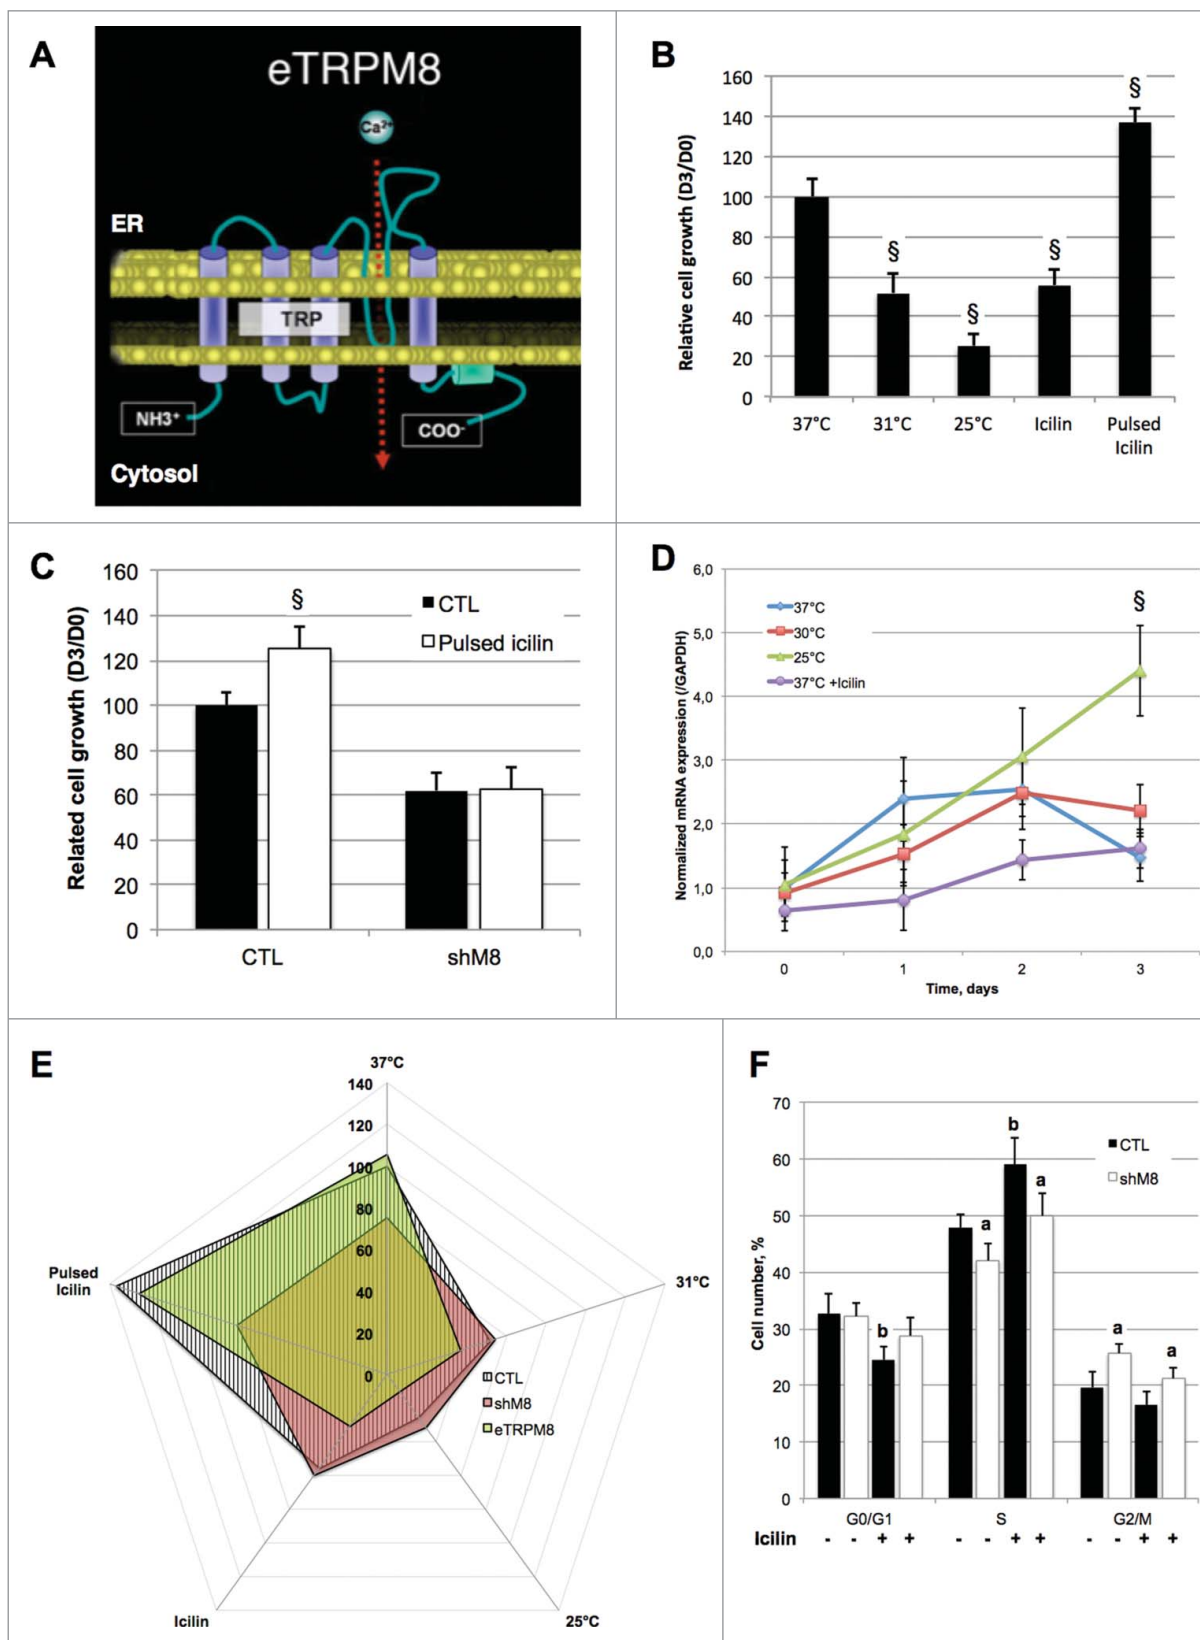 A
eTRPM8
Ca2+
ER
TRP
NH3+
COO-
Cytosol
B
Relative cell growth (D3/D0)
160
140
120
100
80
60
40
20
0
§
§
§
§
37°C 31°C 25°C Icilin Pulsed
Icilin
C
Related cell growth (D3/D0)
160
140
120
100
80
60
40
20
0
§
CTL
Pulsed icilin
CTL shM8
D
Normalized mRNA expression (/GAPDH)
6,0
5,0
4,0
3,0
2,0
1,0
0,0
37°C
30°C
25°C
37°C +Icilin
§
0 1 2 3
Time, days
E
37°C
140
120
100
80
60
40
20
0
31°C
25°C
Icilin
Pulsed
Icilin
CTL
shM8
eTRPM8
F
Cell number, %
70
60
50
40
30
20
10
0
CTL
shM8
b
a
b
a
a
a
G0/G1 S G2/M
Icilin - - + + - - + + - - + +